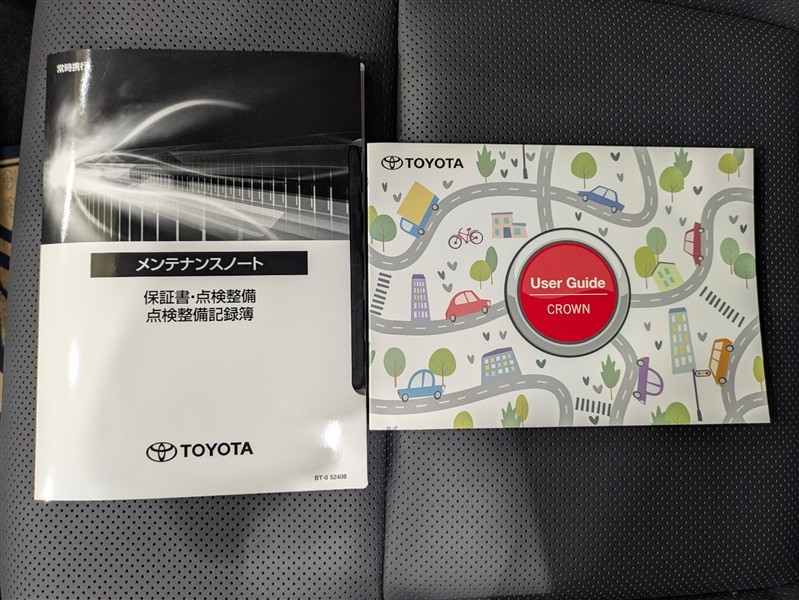 常時携行
メンテナンスノート
保証書・点検整備
点検整備記録簿
TOYOTA
BT-0 52408
TOYOTA
User Guide
CROWN